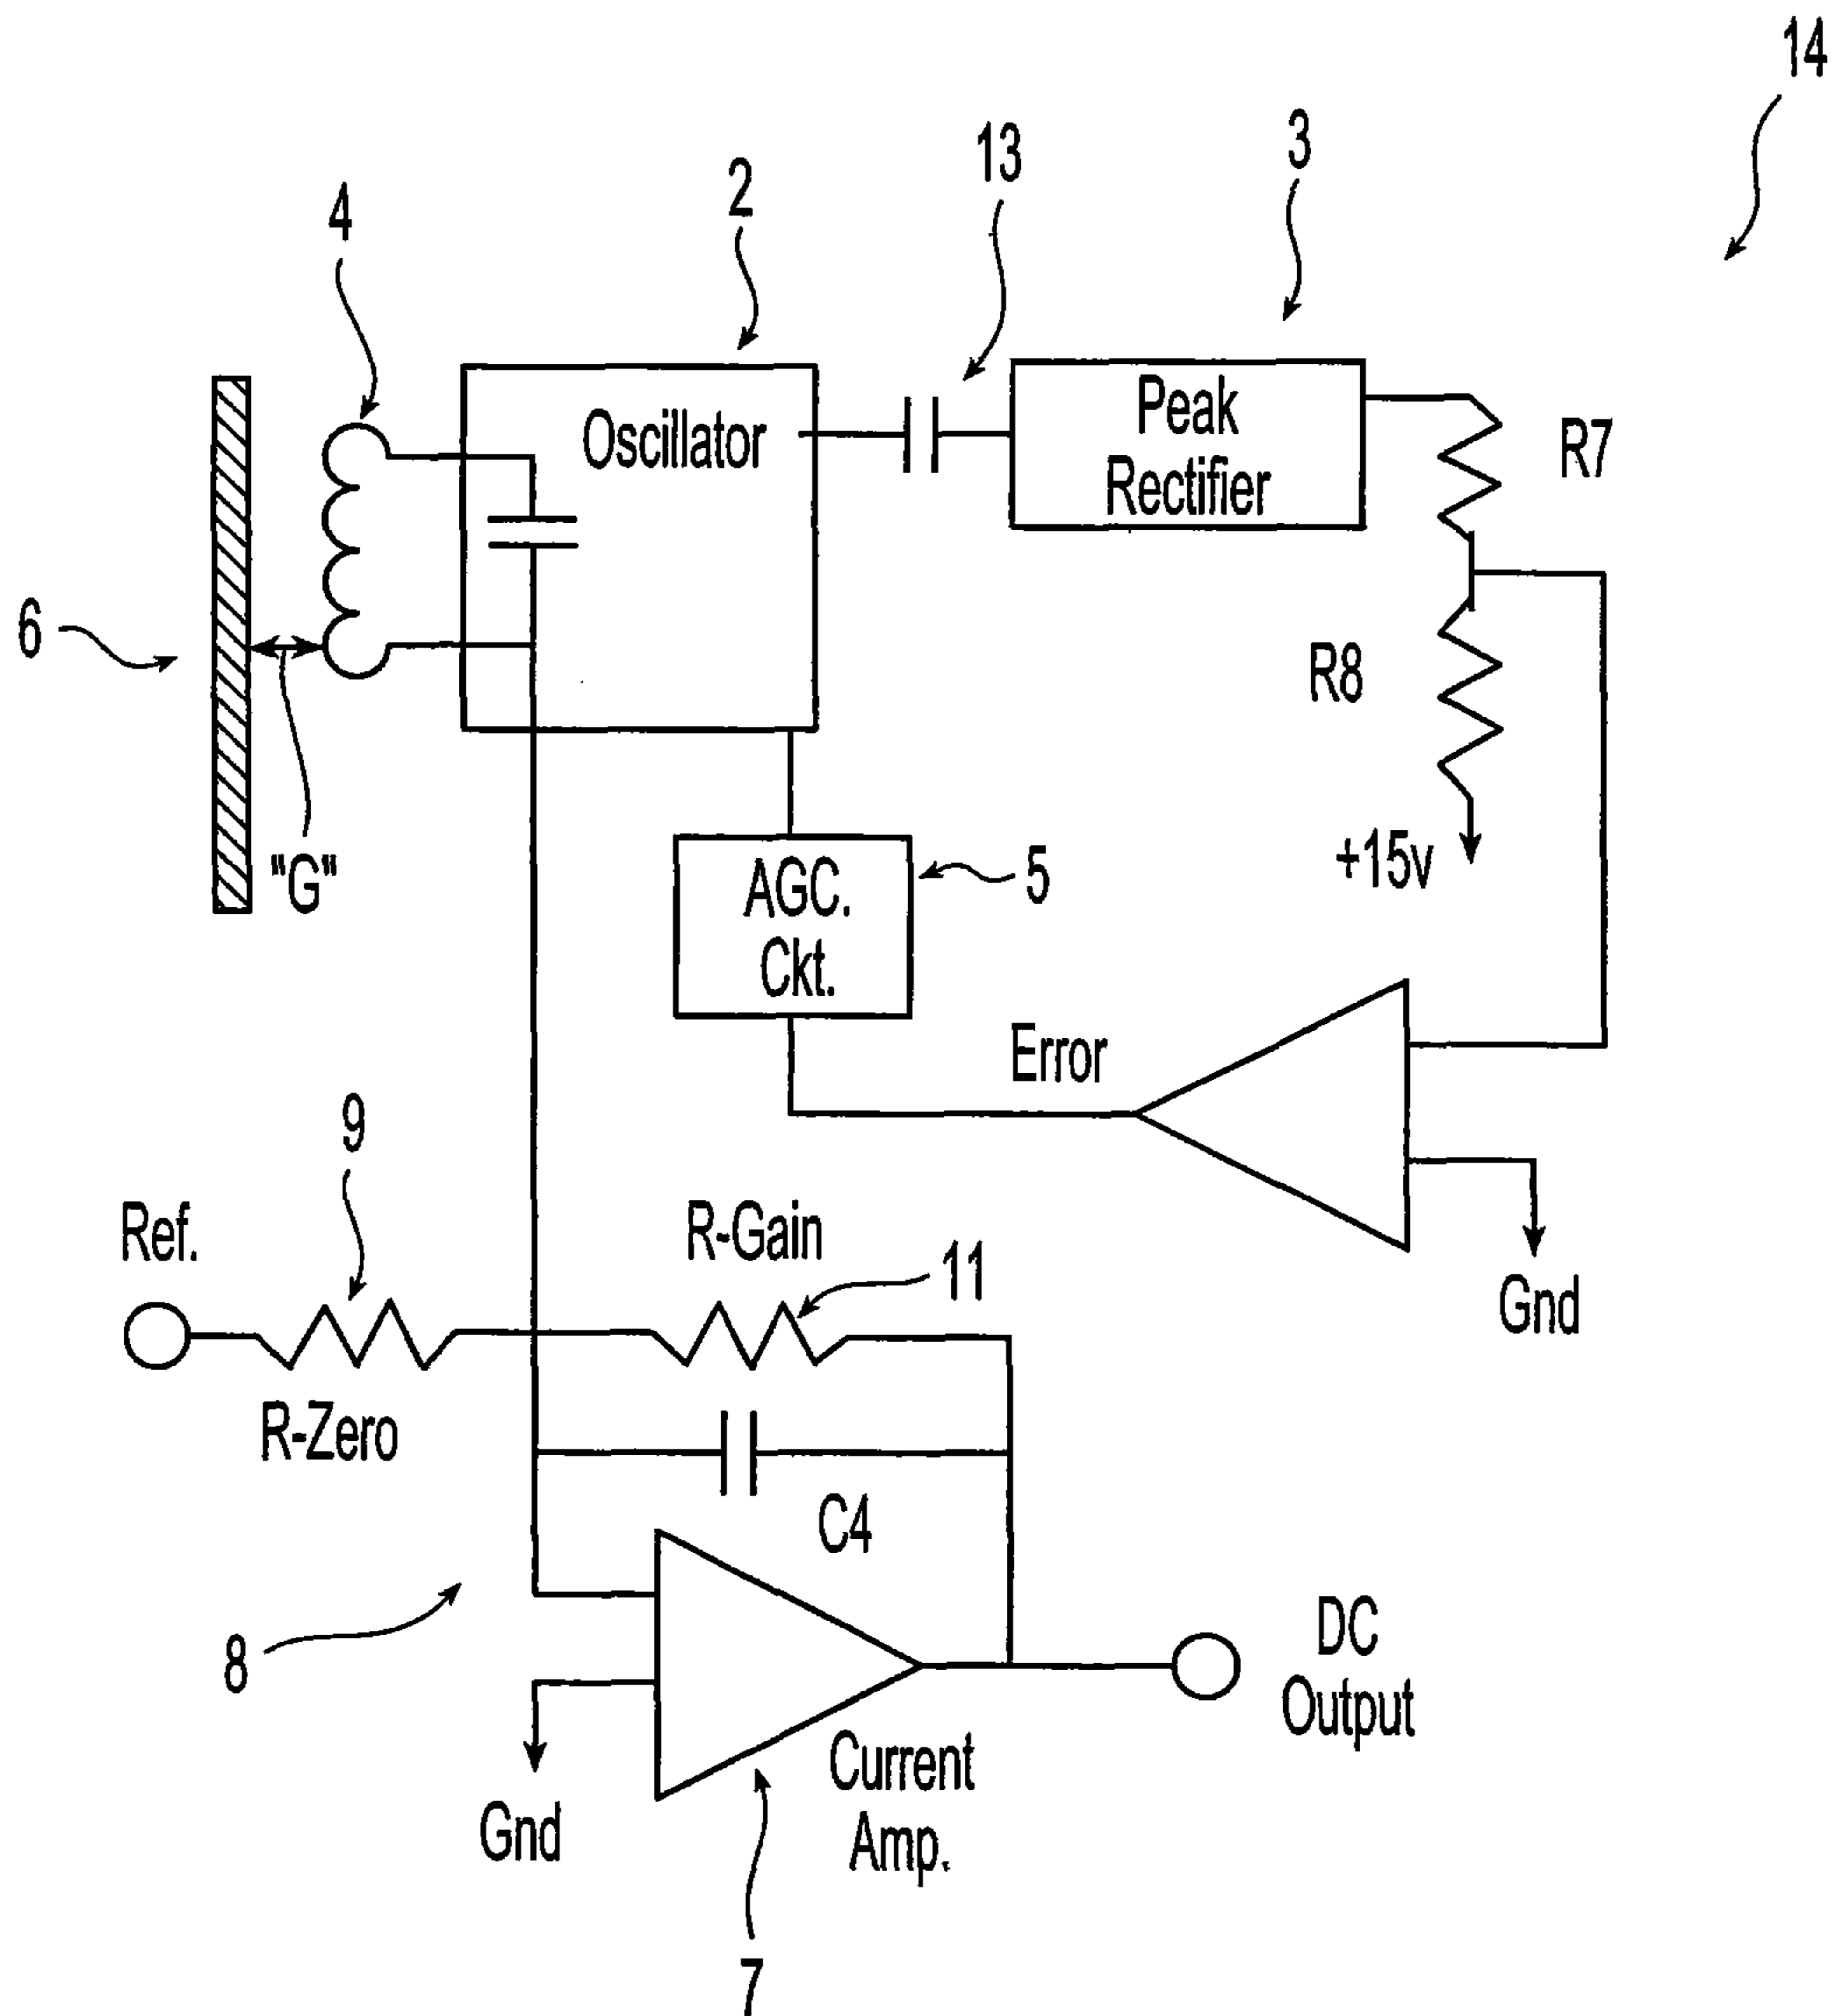 14
13
3
2
4
Oscillator
Peak
Rectifier
R7
6
R8
"G"
+15v
AGC.
Ckt.
5
Error
9
Ref.
R-Gain
11
Gnd
R-Zero
C4
8
DC
Output
Current
Amp.
Gnd
7